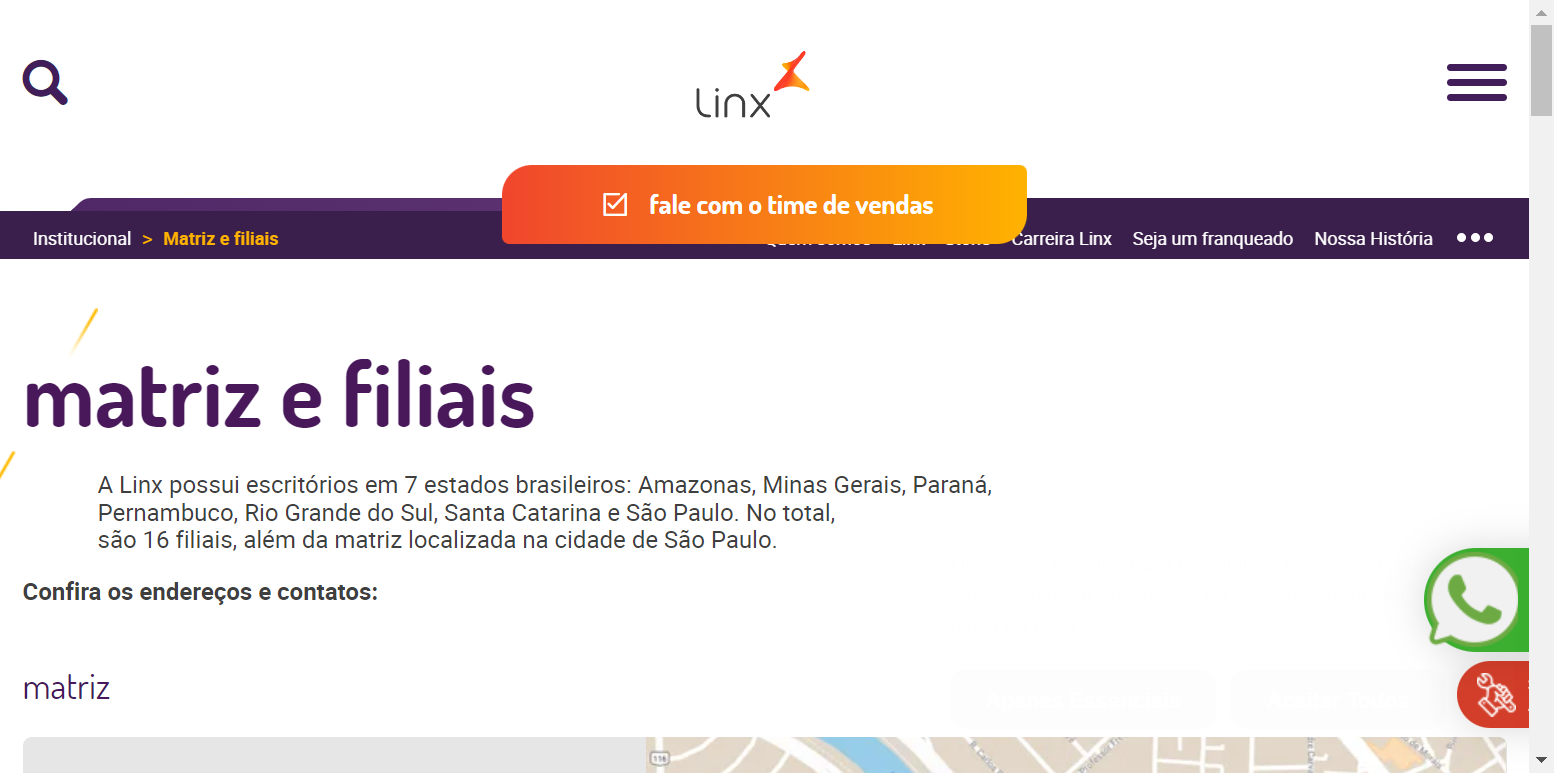 Linx
fale com o time de vendas
Institucional > Matriz e filiais
Carreira Linx Seja um franqueado Nossa História
matriz e filiais
A Linx possui escritórios em 7 estados brasileiros: Amazonas, Minas Gerais, Paraná,
Pernambuco, Rio Grande do Sul, Santa Catarina e São Paulo. No total,
são 16 filiais, além da matriz localizada na cidade de São Paulo.
Confira os endereços e contatos:
matriz
116